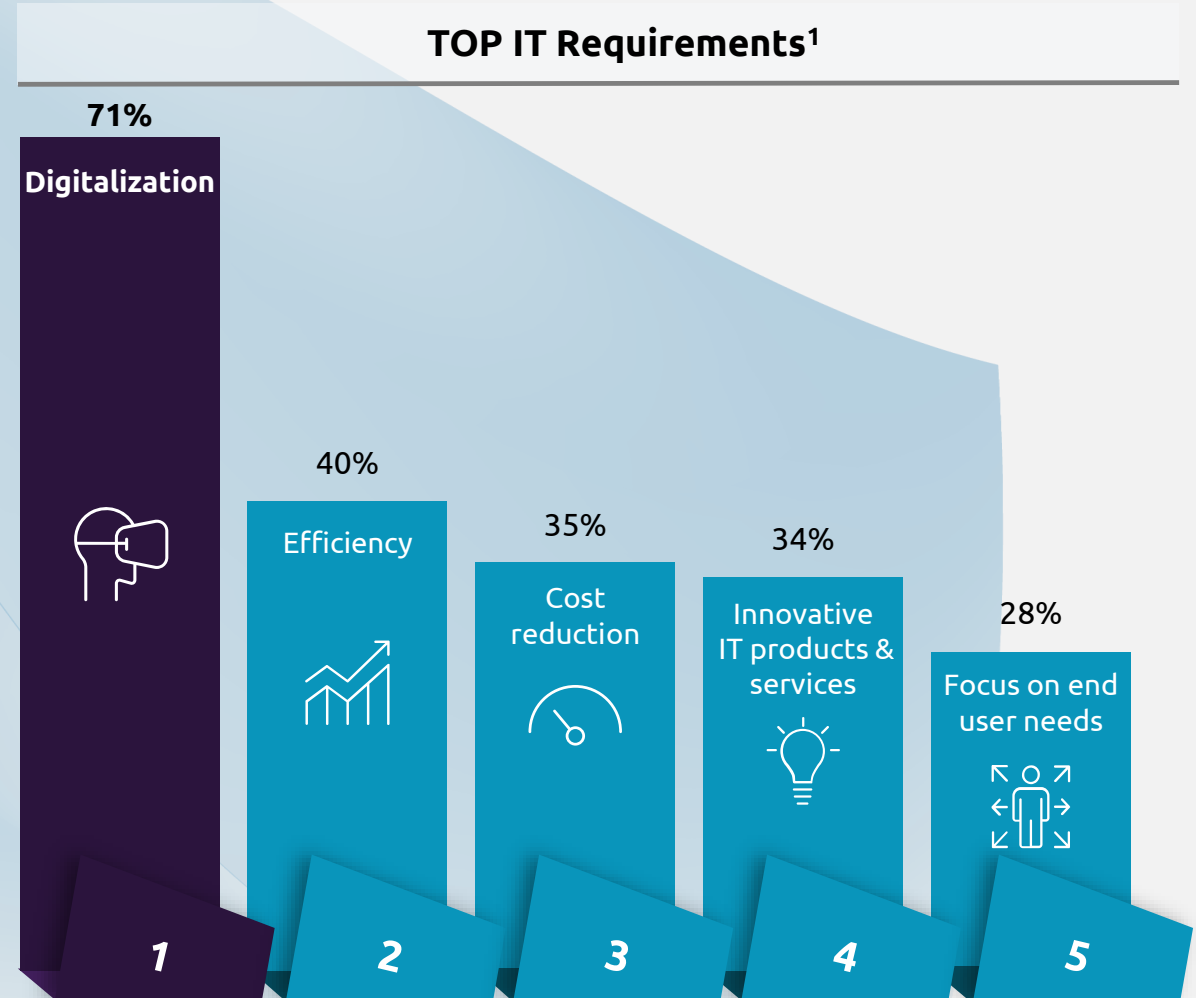 TOP IT Requirements¹
71%
Digitalization
40%
Efficiency
35%
Cost
reduction
34%
Innovative
IT products &
services
28%
Focus on end
user needs
1
2
3
4
5